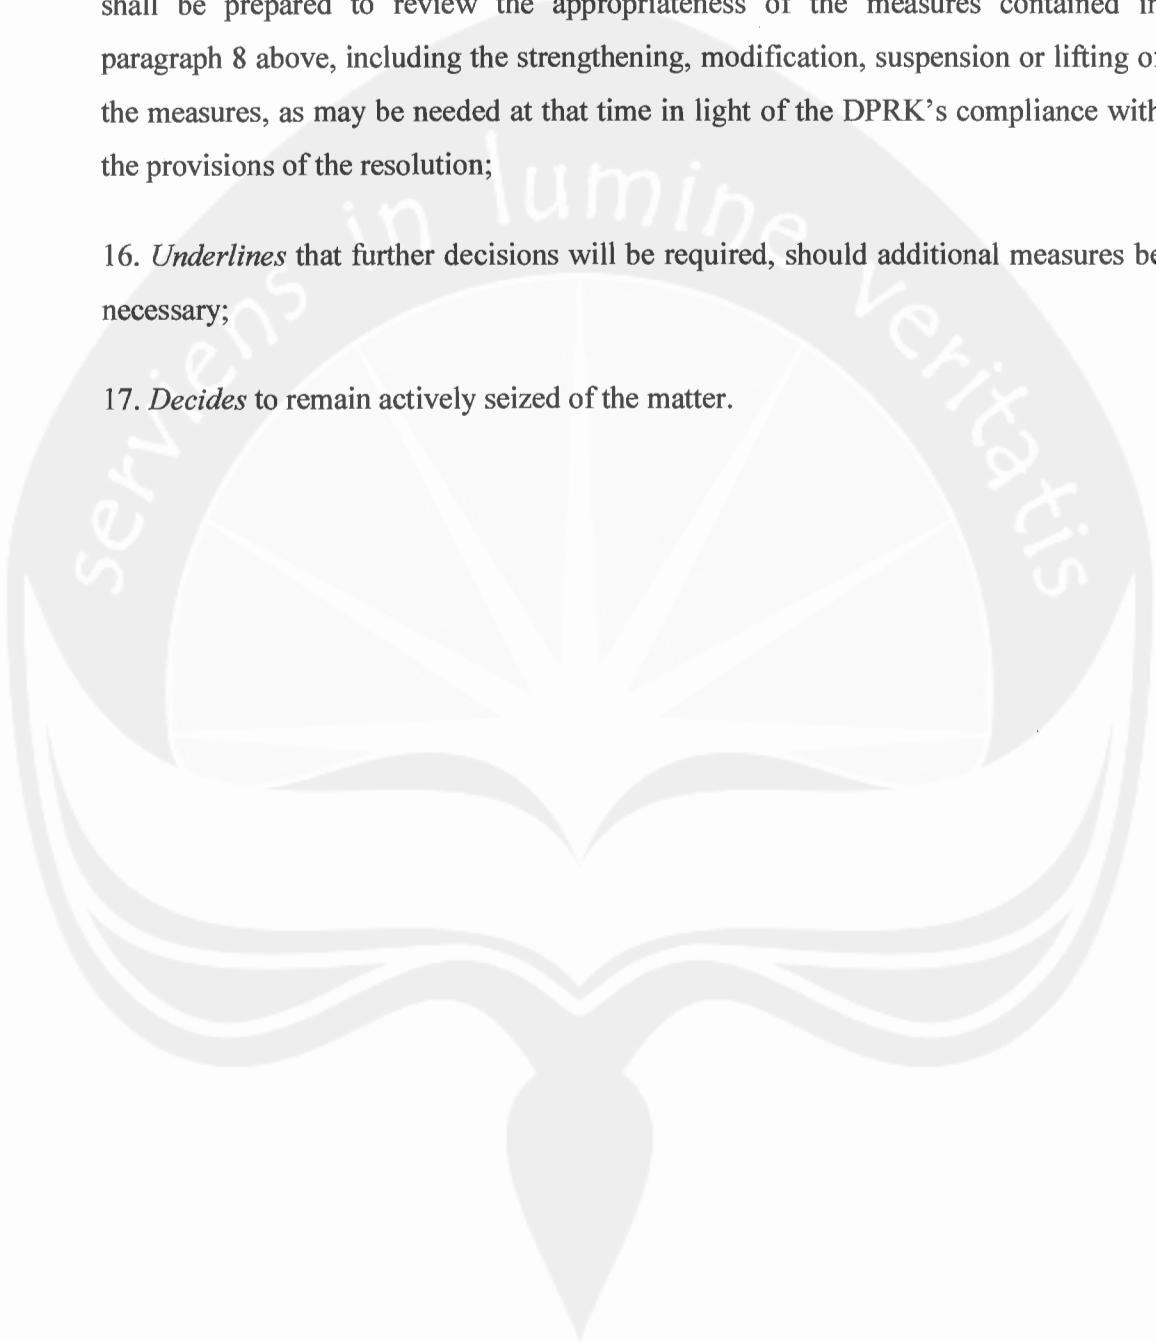 shall be prepared to review the appropriateness of the measures contained in
paragraph 8 above, including the strengthening, modification, suspension or lifting of
the measures, as may be needed at that time in light of the DPRK’s compliance with
the provisions of the resolution;
16. Underlines that further decisions will be required, should additional measures be
necessary;
17. Decides to remain actively seized of the matter.
serviens in lumine veritatis